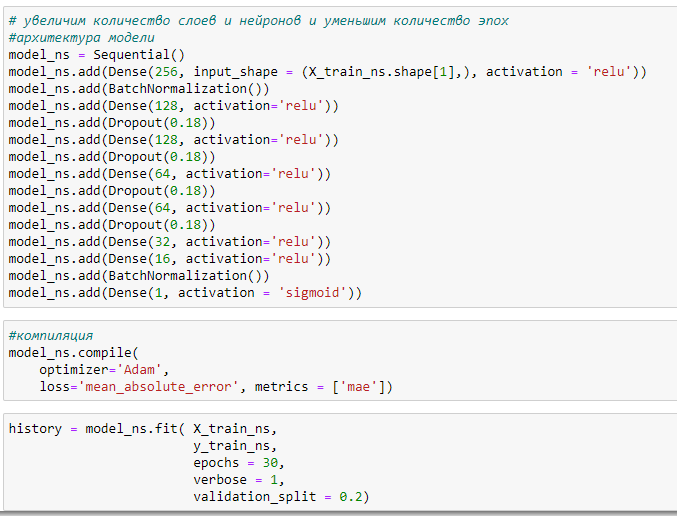 # увеличим количество слоев и нейронов и уменьшим количество эпох
#архитектура модели
model_ns = Sequential()
model_ns.add(Dense(256, input_shape = (X_train_ns.shape[1],), activation = 'relu'))
model_ns.add(BatchNormalization())
model_ns.add(Dense(128, activation='relu'))
model_ns.add(Dropout(0.18))
model_ns.add(Dense(128, activation='relu'))
model_ns.add(Dropout(0.18))
model_ns.add(Dense(64, activation='relu'))
model_ns.add(Dropout(0.18))
model_ns.add(Dense(64, activation='relu'))
model_ns.add(Dropout(0.18))
model_ns.add(Dense(32, activation='relu'))
model_ns.add(Dense(16, activation='relu'))
model_ns.add(BatchNormalization())
model_ns.add(Dense(1, activation = 'sigmoid'))
#компиляция
model_ns.compile(
    optimizer='Adam',
    loss='mean_absolute_error', metrics = ['mae'])
history = model_ns.fit( X_train_ns,
                        y_train_ns,
                        epochs = 30,
                        verbose = 1,
                        validation_split = 0.2)